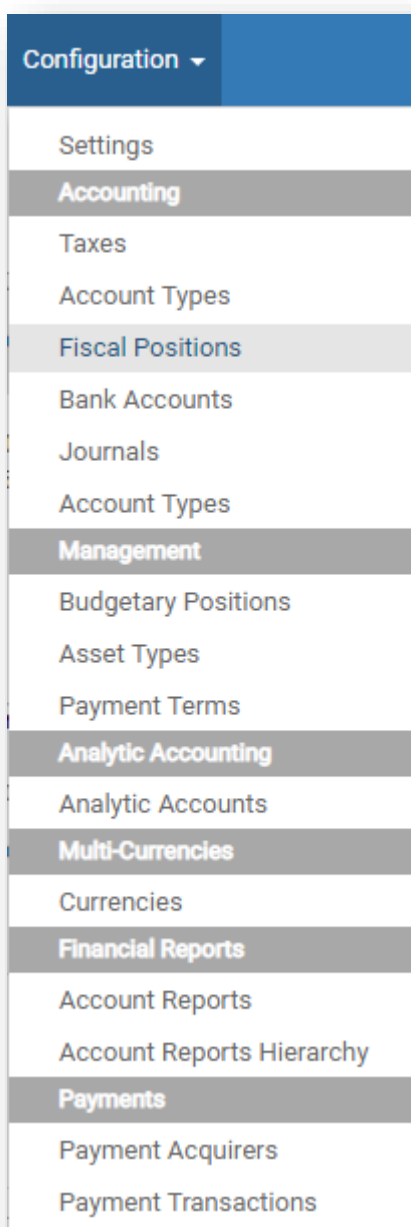 Configuration
Settings
Accounting
Taxes
Account Types
Fiscal Positions
Bank Accounts
Journals
Account Types
Management
Budgetary Positions
Asset Types
Payment Terms
Analytic Accounting
Analytic Accounts
Multi-Currencies
Currencies
Financial Reports
Account Reports
Account Reports Hierarchy
Payments
Payment Acquirers
Payment Transactions